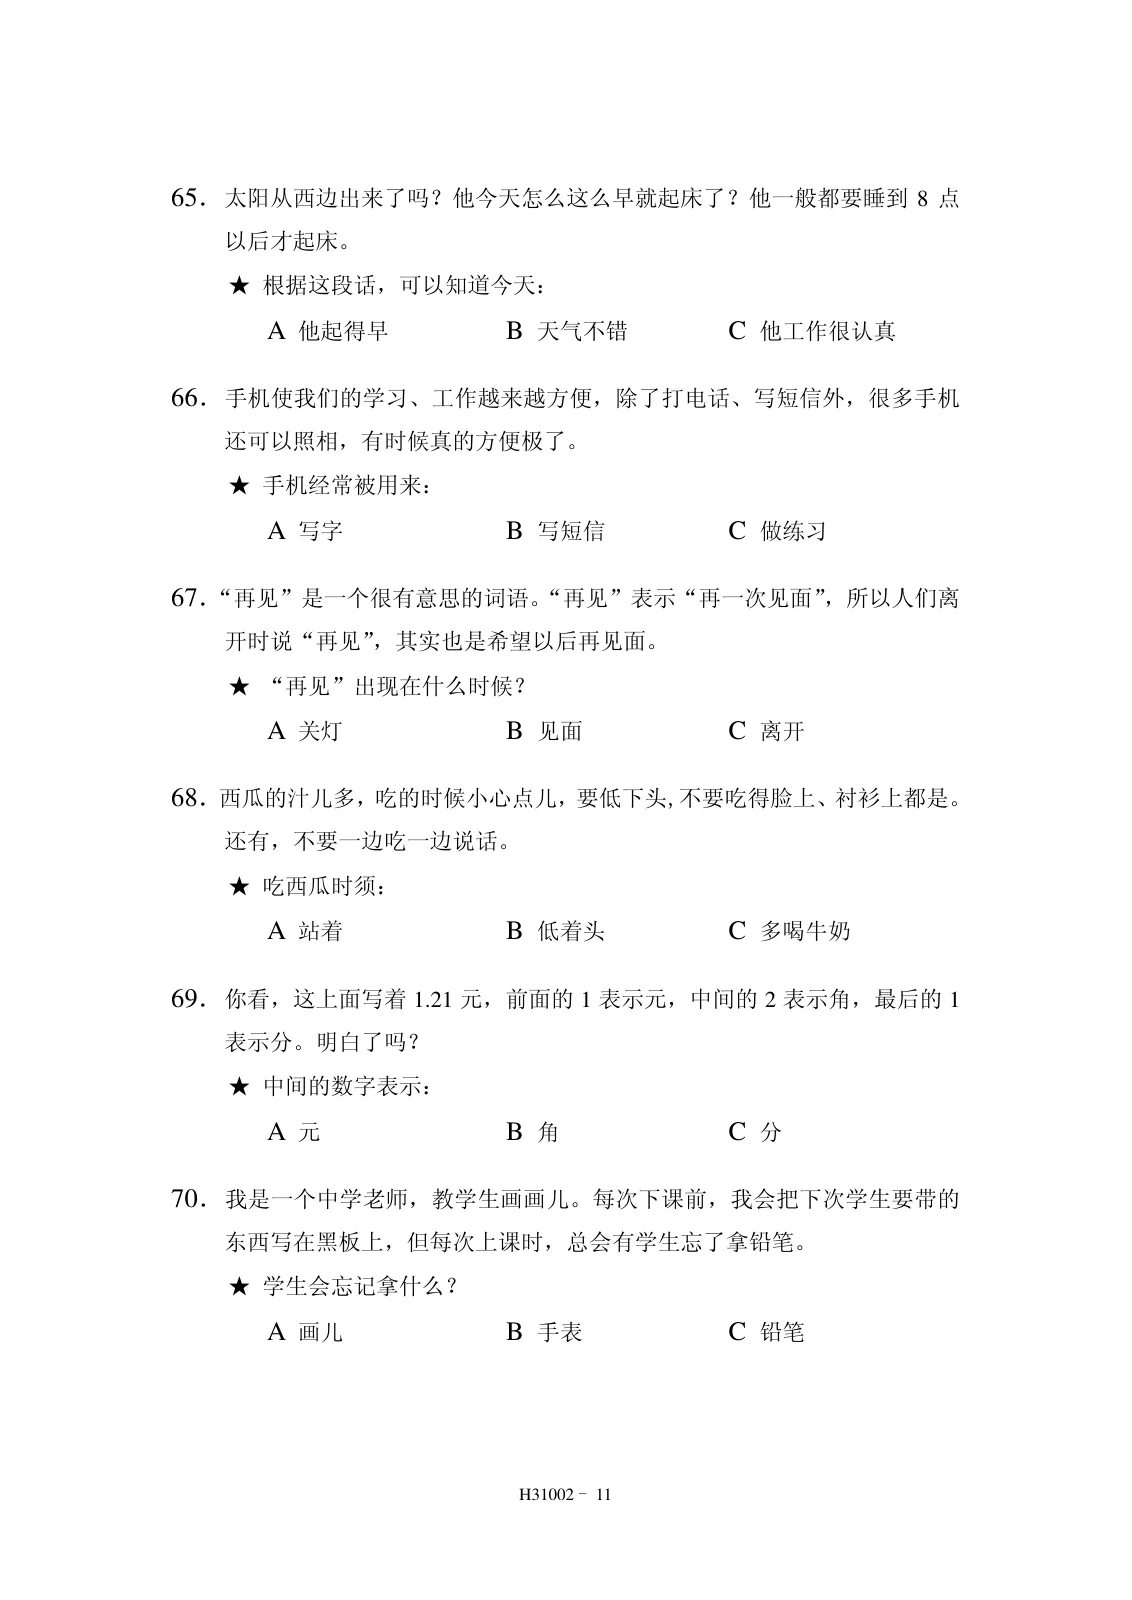 65．太阳从西边出来了吗？他今天怎么这么早就起床了？他一般都要睡到 8 点
以后才起床。
★ 根据这段话，可以知道今天：
A 他起得早 B 天气不错 C 他工作很认真
66．手机使我们的学习、工作越来越方便，除了打电话、写短信外，很多手机
还可以照相，有时候真的方便极了。
★ 手机经常被用来：
A 写字 B 写短信 C 做练习
67．“再见”是一个很有意思的词语。“再见”表示“再一次见面”，所以人们离
开时说“再见”，其实也是希望以后再见面。
★ “再见”出现在什么时候？
A 关灯 B 见面 C 离开
68．西瓜的汁儿多，吃的时候小心点儿，要低下头,不要吃得脸上、衬衫上都是。
还有，不要一边吃一边说话。
★ 吃西瓜时须：
A 站着 B 低着头 C 多喝牛奶
69．你看，这上面写着 1.21 元，前面的 1 表示元，中间的 2 表示角，最后的 1
表示分。明白了吗？
★ 中间的数字表示：
A 元 B 角 C 分
70．我是一个中学老师，教学生画画儿。每次下课前，我会把下次学生要带的
东西写在黑板上，但每次上课时，总会有学生忘了拿铅笔。
★ 学生会忘记拿什么？
A 画儿 B 手表 C 铅笔
H31002－ 11